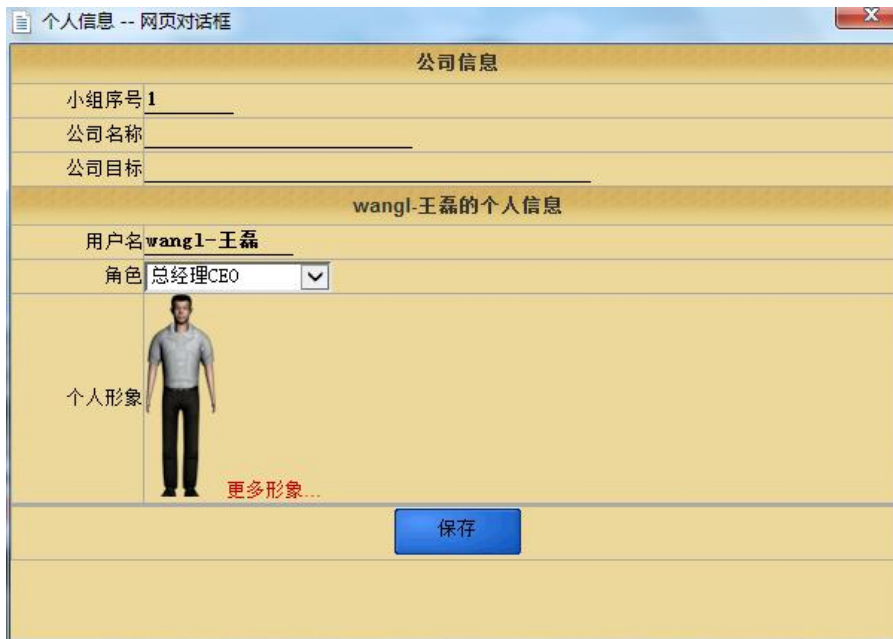 个人信息 -- 网页对话框
公司信息
小组序号 1
公司名称
公司目标
wangl-王磊的个人信息
用户名 wangl-王磊
角色 总经理CEO
个人形象
更多形象...
保存